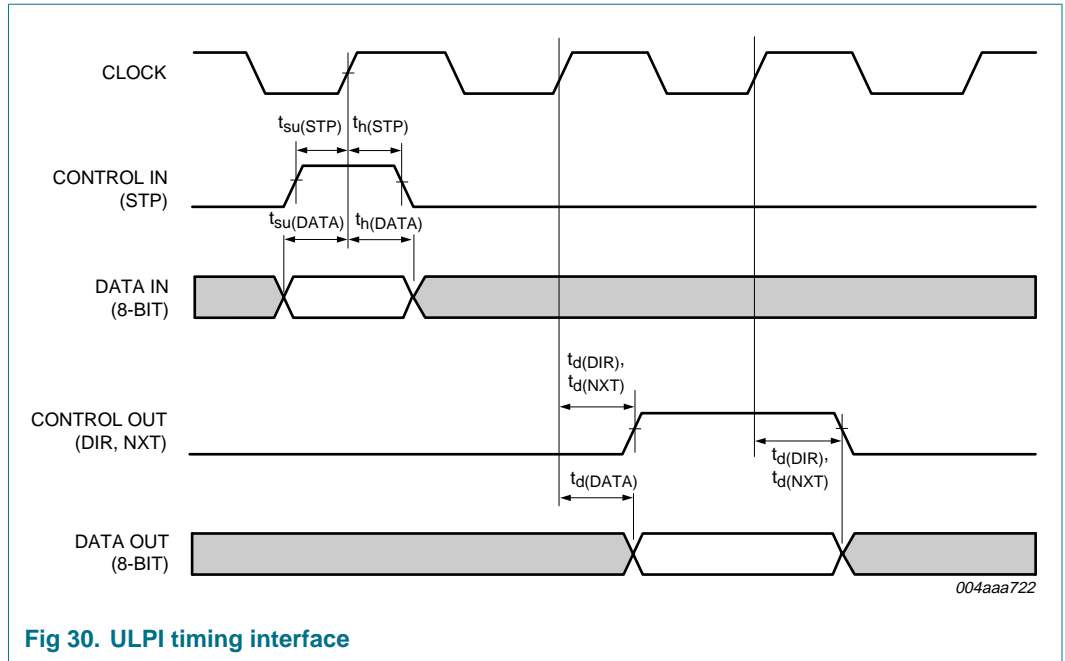 CLOCK
tsu(STP) th(STP)
CONTROL IN
(STP)
tsu(DATA) th(DATA)
DATA IN
(8-BIT)
td(DIR),
td(NXT)
CONTROL OUT
(DIR, NXT)
td(DIR),
td(NXT)
td(DATA)
DATA OUT
(8-BIT)
004aaa722
Fig 30. ULPI timing interface